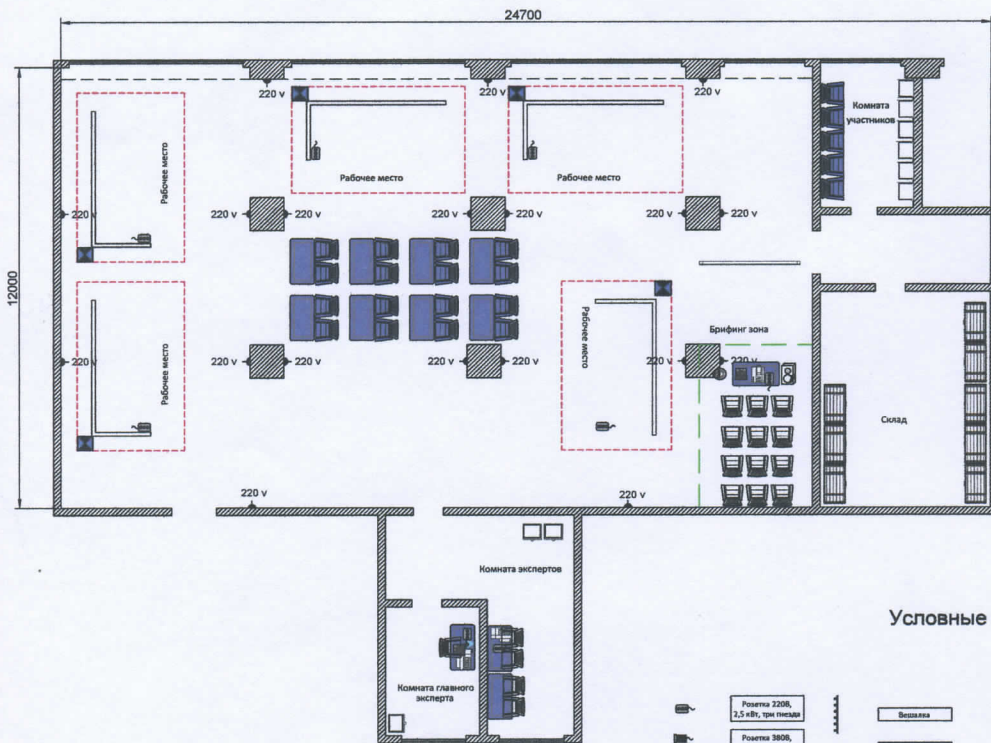 24700
12000
220 v
220 v
220 v
Комната
участников
Рабочее место
Рабочее место
Рабочее место
220 v
220 v
220 v
220 v
220 v
220 v
220 v
Рабочее место
Брифинг зона
Рабочее место
220 v
220 v
220 v
220 v
220 v
220 v
220 v
Склад
220 v
220 v
Комната экспертов
Условные
Комната главного
эксперта
Розетка 220В,
2,5 кВт, три гнезда
Вешалка
Розетка 380В,